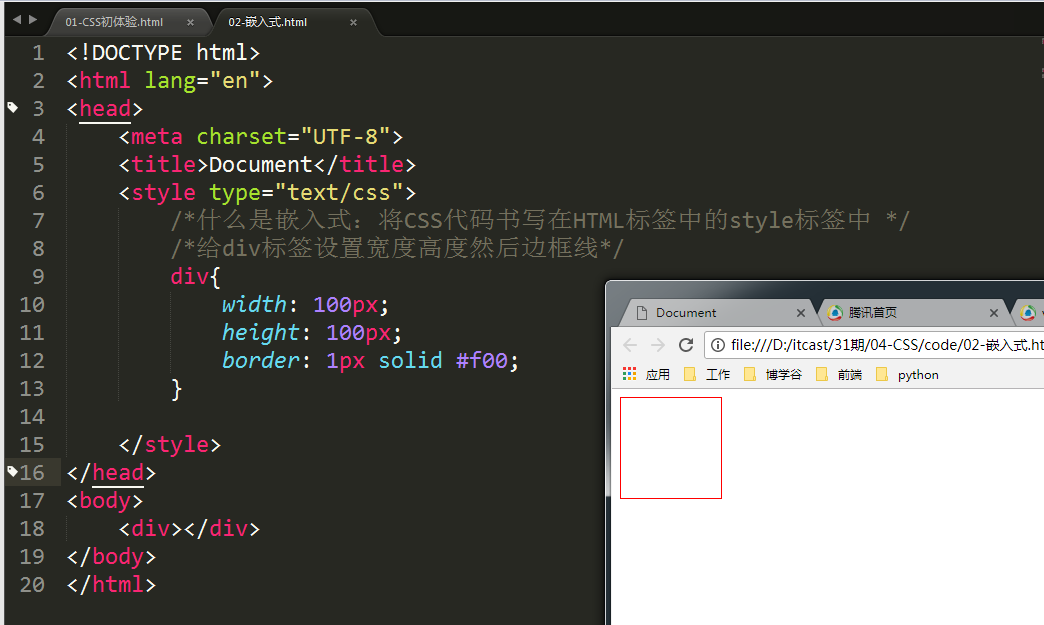 01-CSS初体验.html
02-嵌入式.html
1 <!DOCTYPE html>
2 <html lang="en">
3 <head>
4 <meta charset="UTF-8">
5 <title>Document</title>
6 <style type="text/css">
7 /*什么是嵌入式：将CSS代码书写在HTML标签中的style标签中 */
8 /*给div标签设置宽度高度然后边框线*/
9 div{
10 width: 100px;
11 height: 100px;
12 border: 1px solid #f00;
13 }
14
15 </style>
16 </head>
17 <body>
18 <div></div>
19 </body>
20 </html>
Document
腾讯首页
file:///D:/itcast/31期/04-CSS/code/02-嵌入式.ht
应用 工作 博学谷 前端 python